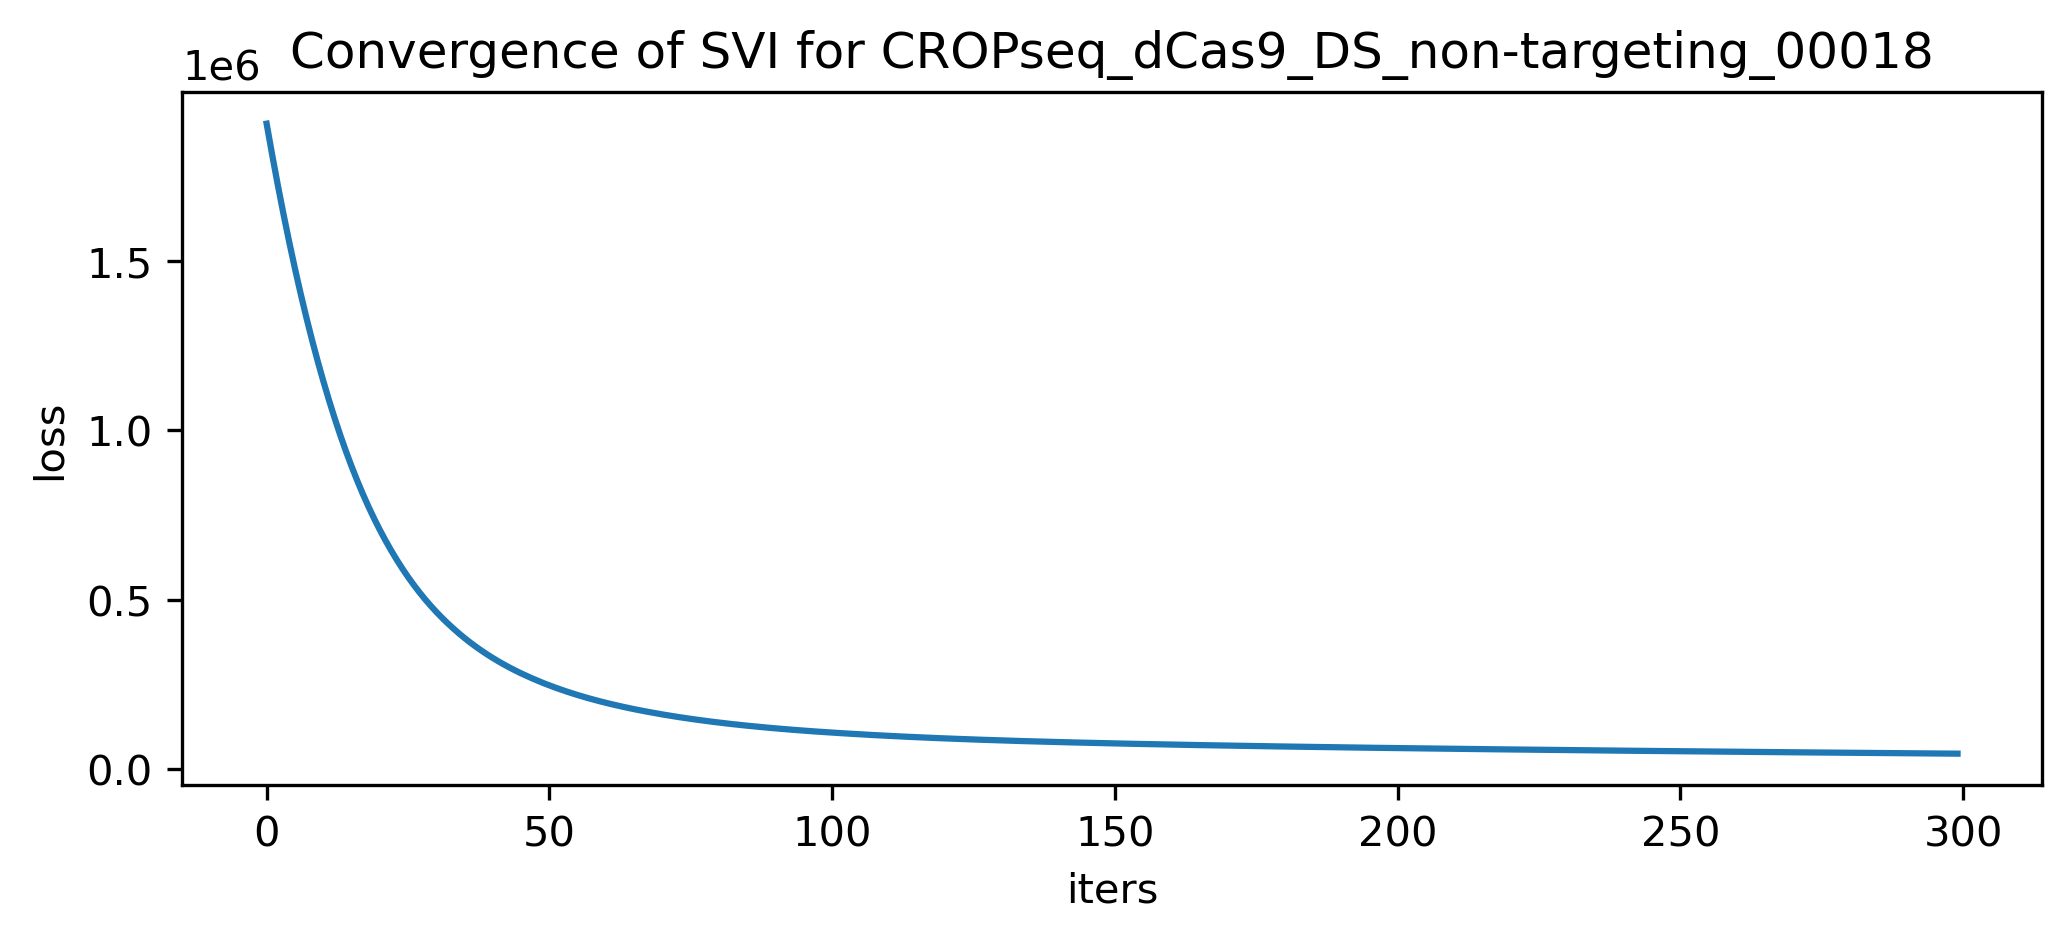 Convergence of SVI for CROPseq_dCas9_DS_non-targeting_00018
1e6
1.5
1.0
0.5
0.0
loss
0 50 100 150 200 250 300
iters